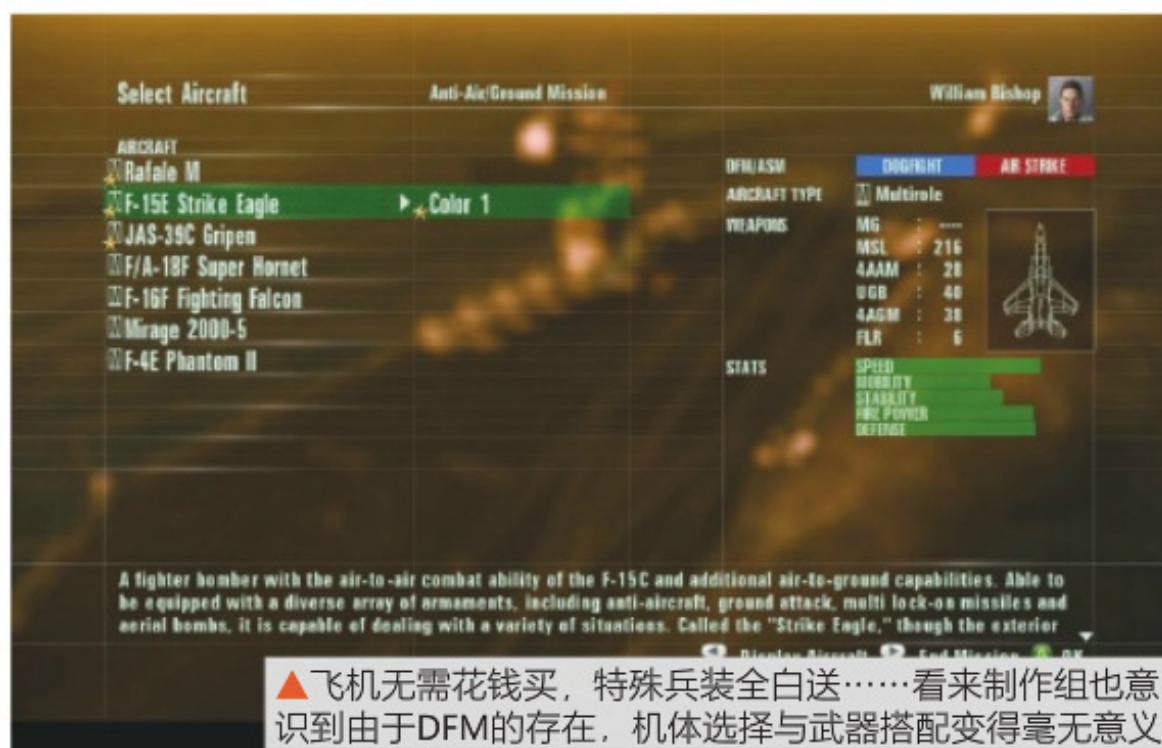 Select Aircraft
Anti-Air/Ground Mission
William Bishop
AIRCRAFT
M Rafale M
M F-15E Strike Eagle
Color 1
M JAS-39C Gripen
M F/A-18F Super Hornet
M F-16F Fighting Falcon
M Mirage 2000-5
M F-4E Phantom II
DFM/ASM DOGFIGHT AIR STRIKE
AIRCRAFT TYPE M Multirole
WEAPONS MG : ----
MSL : 216
4AAM : 28
UGB : 40
4AGM : 38
FLR : 6
STATS SPEED
MOBILITY
STABILITY
FIRE POWER
DEFENSE
A fighter bomber with the air-to-air combat ability of the F-15C and additional air-to-ground capabilities. Able to
be equipped with a diverse array of armaments, including anti-aircraft, ground attack, multi lock-on missiles and
aerial bombs, it is capable of dealing with a variety of situations. Called the "Strike Eagle," though the exterior
Display Aircraft End Mission OK
▲飞机无需花钱买，特殊兵装全白送……看来制作组也意
识到由于DFM的存在，机体选择与武器搭配变得毫无意义